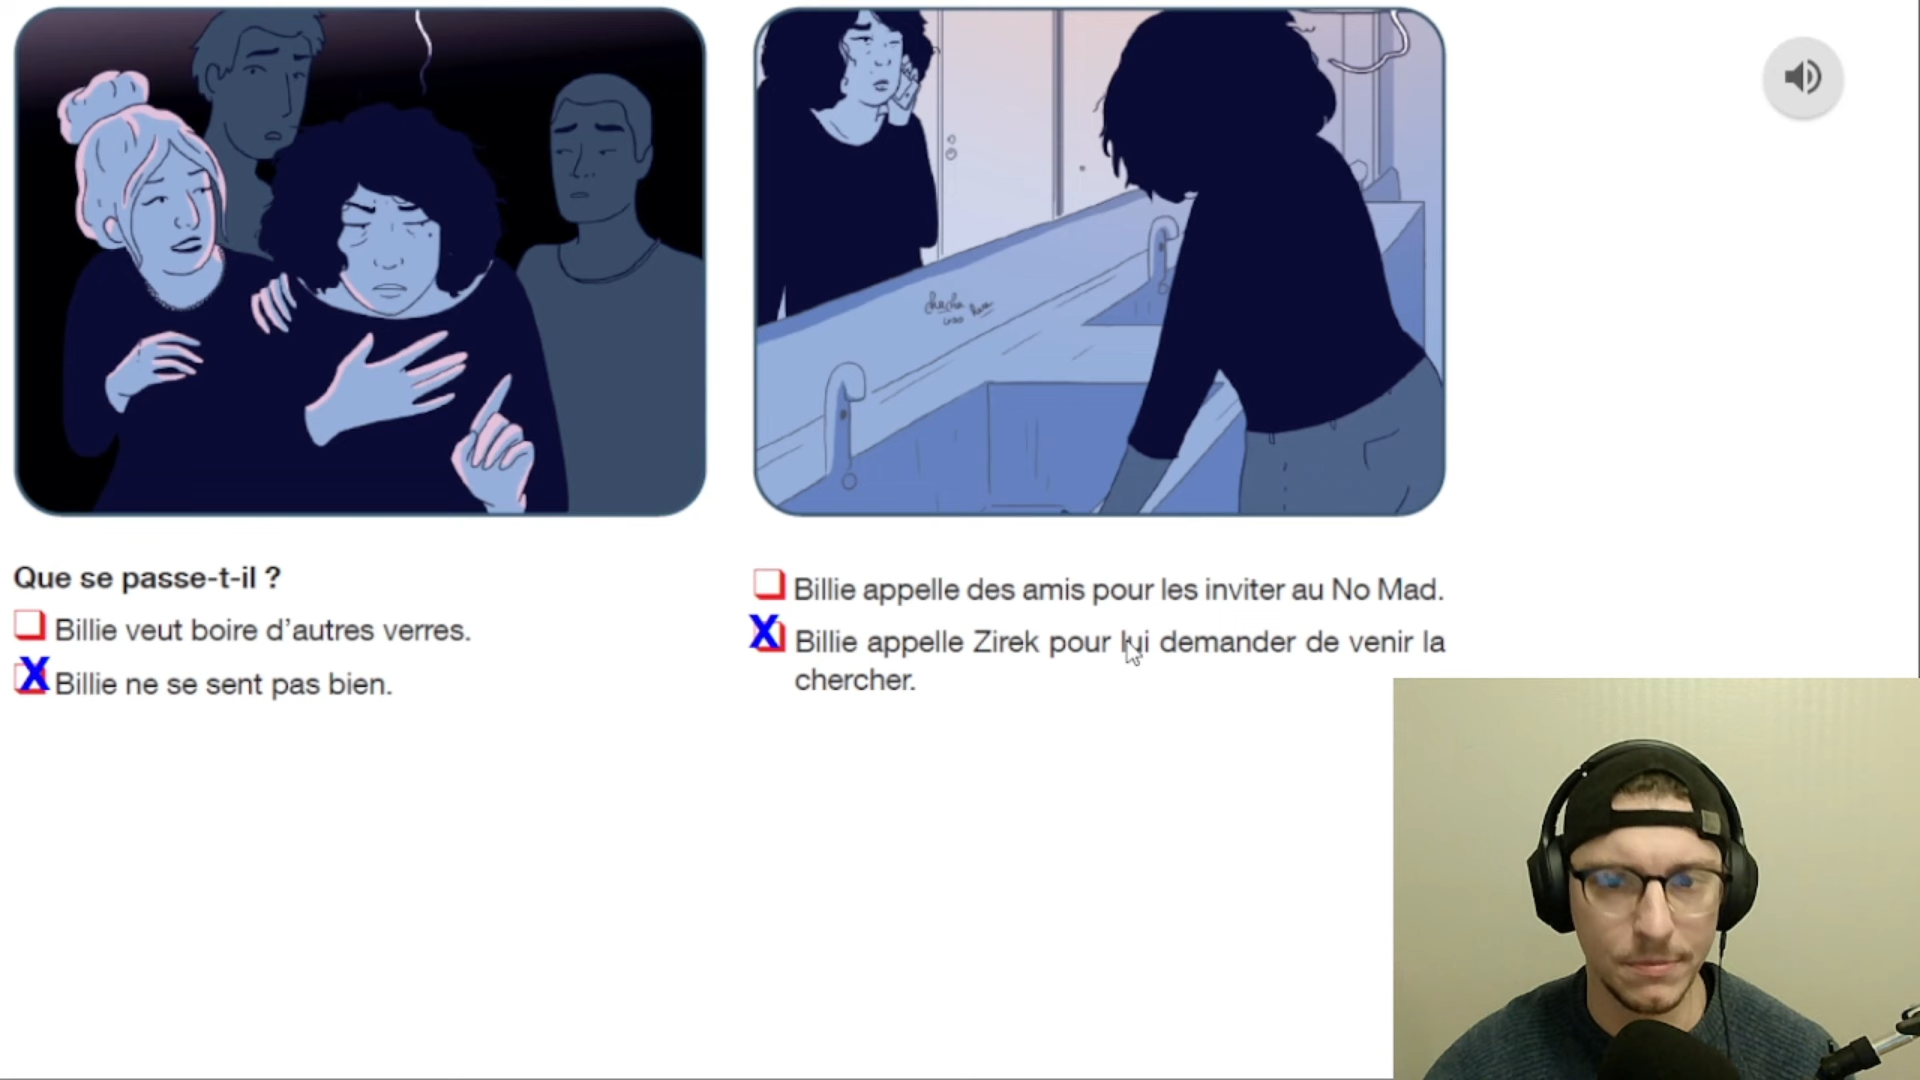 Que se passe-t-il ?
Billie veut boire d'autres verres.
X Billie ne se sent pas bien.
Billie appelle des amis pour les inviter au No Mad.
X Billie appelle Zirek pour lui demander de venir la
chercher.